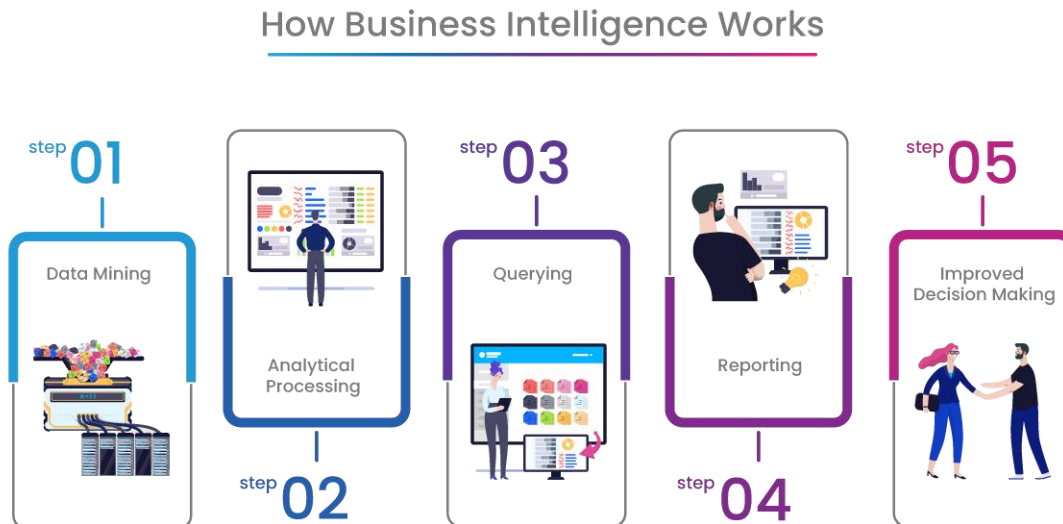 How Business Intelligence Works
step 01
Data Mining
Analytical
Processing
step 02
step 03
Querying
Reporting
step 04
step 05
Improved
Decision Making